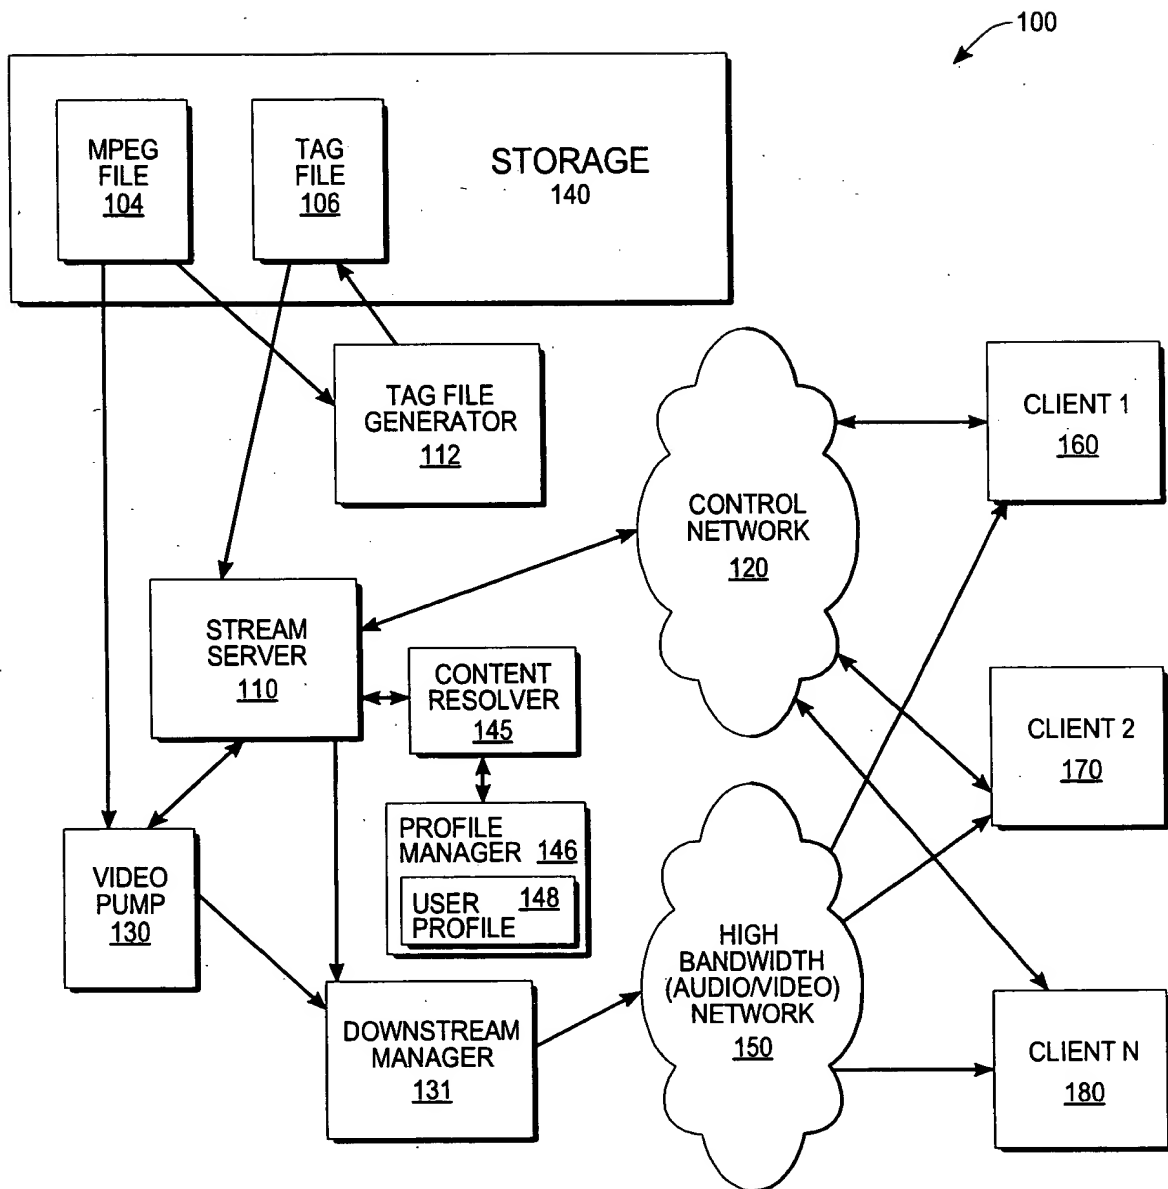 100
MPEG
FILE
104
TAG
FILE
106
STORAGE
140
TAG FILE
GENERATOR
112
CONTROL
NETWORK
120
CLIENT 1
160
STREAM
SERVER
110
CONTENT
RESOLVER
145
CLIENT 2
170
PROFILE
MANAGER 146
USER 148
PROFILE
VIDEO
PUMP
130
HIGH
BANDWIDTH
(AUDIO/VIDEO)
NETWORK
150
DOWNSTREAM
MANAGER
131
CLIENT N
180